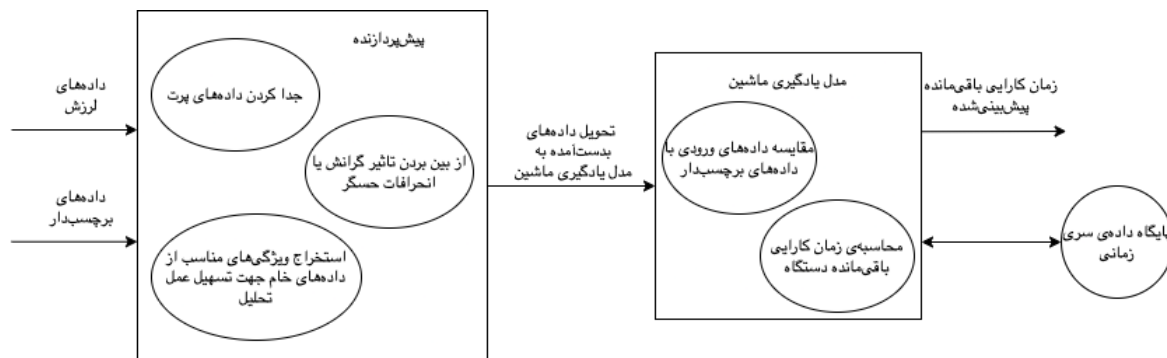 داده‌های
لرزش
داده‌های
برچسب‌دار
پیش‌پردازنده
جدا کردن داده‌های پرت
از بین بردن تاثیر گرانش یا
انحرافات حسگر
استخراج ویژگی‌های مناسب از
داده‌های خام جهت تسهیل عمل
تحلیل
تحویل داده‌های
بدست‌آمده به
مدل یادگیری ماشین
مدل یادگیری ماشین
مقایسه داده‌های ورودی با
داده‌های برچسب‌دار
محاسبه‌ی زمان کارایی
باقی‌مانده دستگاه
زمان کارایی باقی‌مانده
پیش‌بینی‌شده
پایگاه داده‌ی سری
زمانی